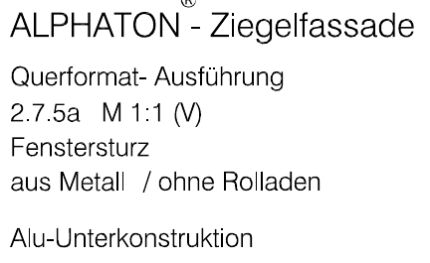 ALPHATON® - Ziegelfassade
Querformat- Ausführung
2.7.5a M 1:1 (V)
Fenstersturz
aus Metall / ohne Rolladen
Alu-Unterkonstruktion